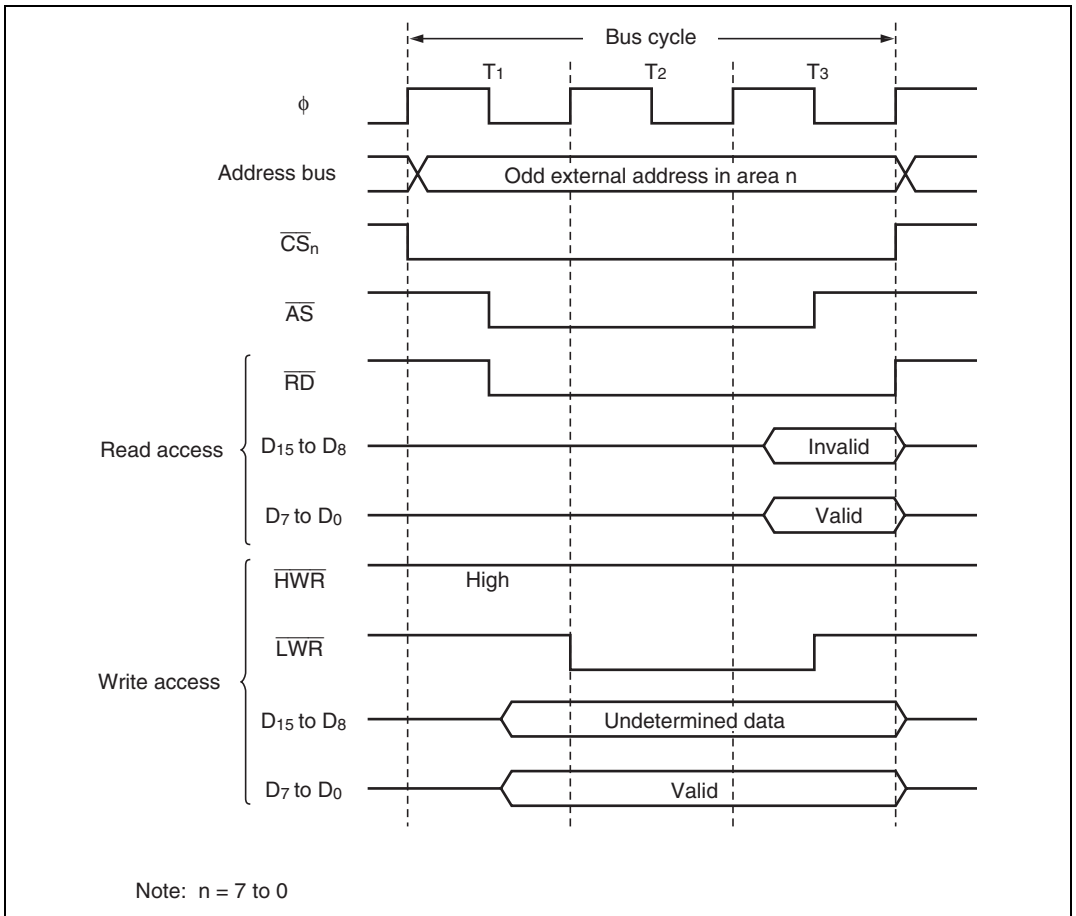 Bus cycle
T1 T2 T3
φ
Address bus Odd external address in area n
CSn
AS
RD
Read access D15 to D8 Invalid
D7 to D0 Valid
HWR High
LWR
Write access
D15 to D8 Undetermined data
D7 to D0 Valid
Note: n = 7 to 0